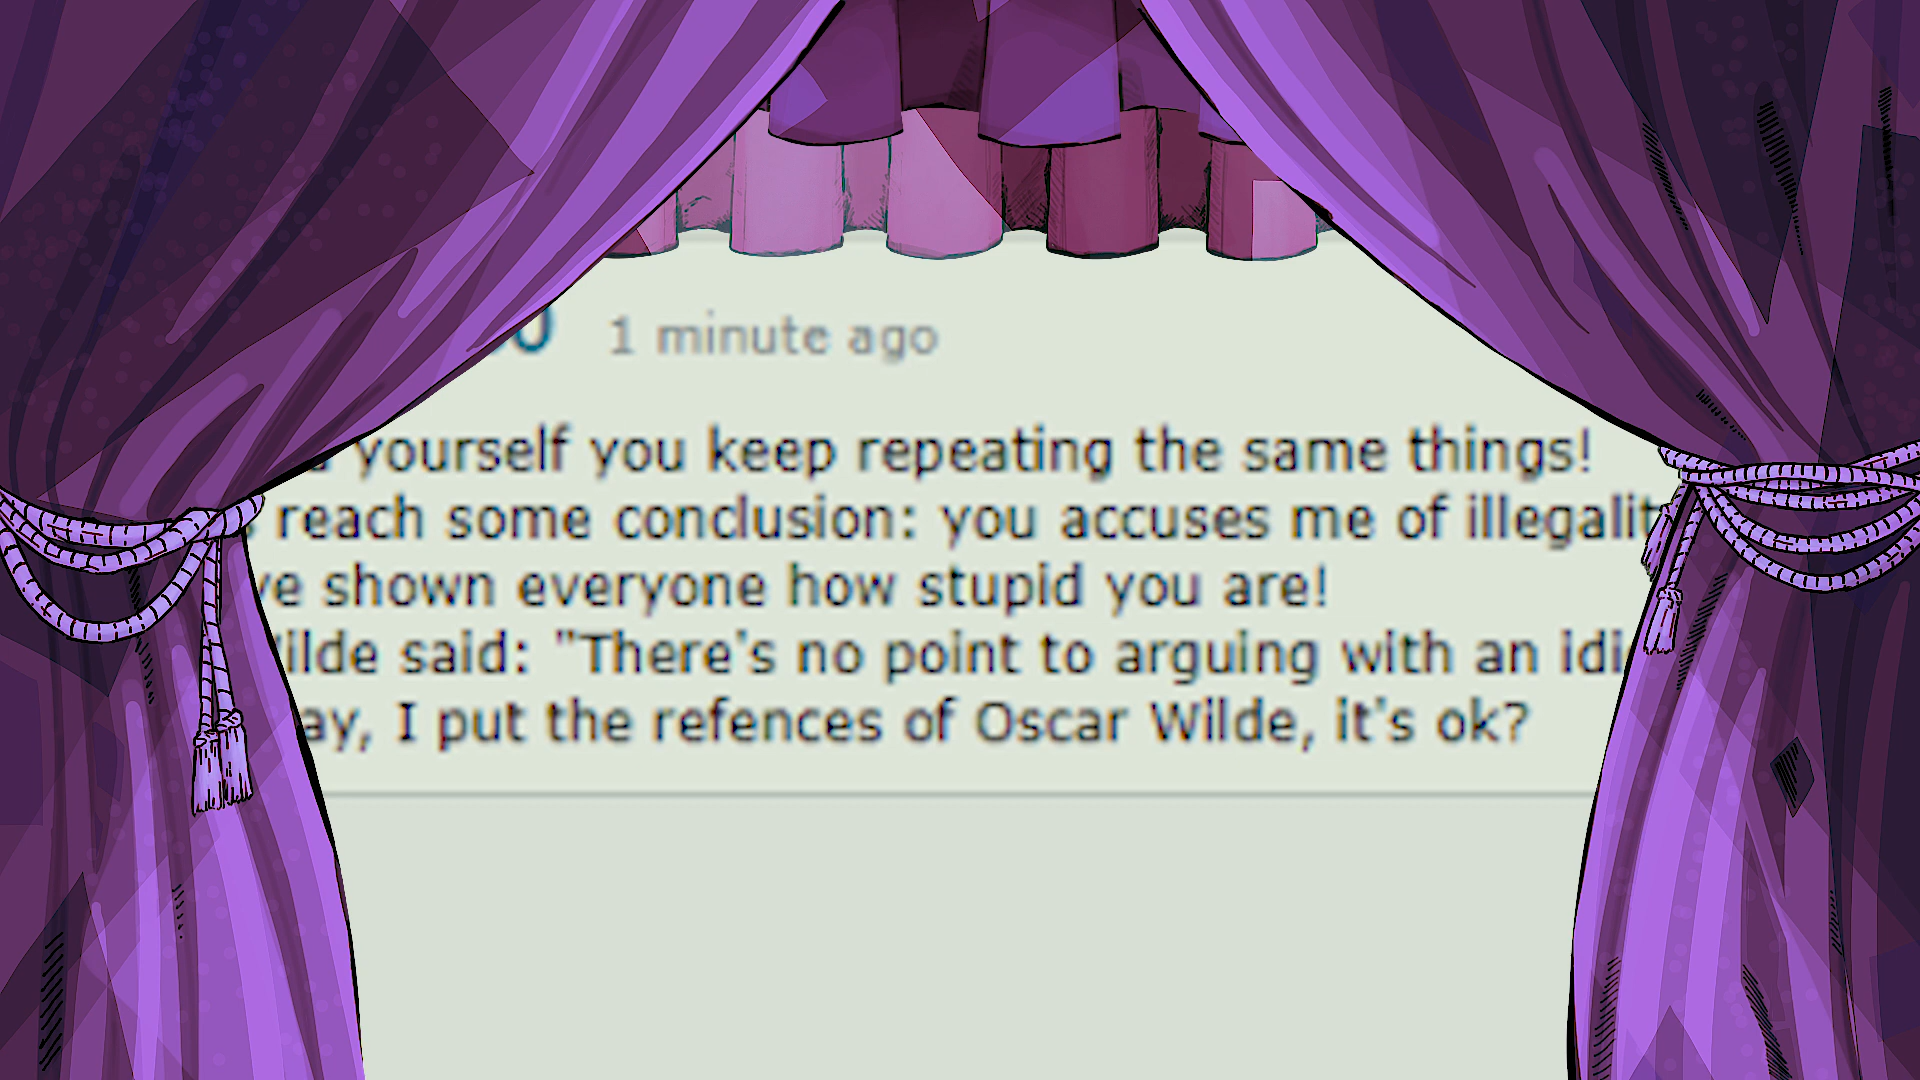 1 minute ago
yourself you keep repeating the same things!
reach some conclusion: you accuses me of
shown everyone how stupid you are!
said: "There's no point to arguing with an
I put the refences of Oscar Wilde, it's ok?